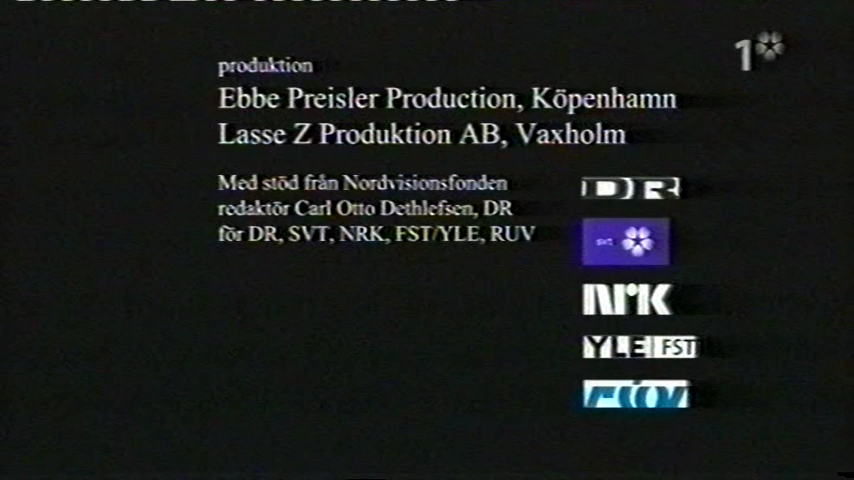 1
produktion
Ebbe Preisler Production, Köpenhamn
Lasse Z Produktion AB, Vaxholm
Med stöd från Nordvisionsfonden
redaktör Carl Otto Dethlefsen, DR
för DR, SVT, NRK, FST/YLE, RUV
DR
svt
NrK
YLE FST